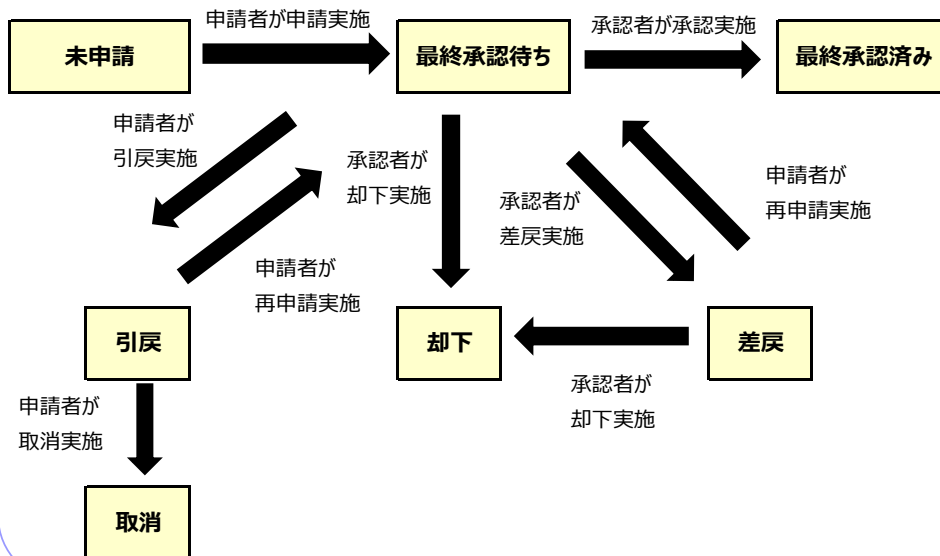 申請者が申請実施
承認者が承認実施
未申請
最終承認待ち
最終承認済み
申請者が
引戻実施
承認者が
却下実施
申請者が
再申請実施
承認者が
差戻実施
申請者が
再申請実施
引戻
却下
差戻
申請者が
取消実施
承認者が
却下実施
取消